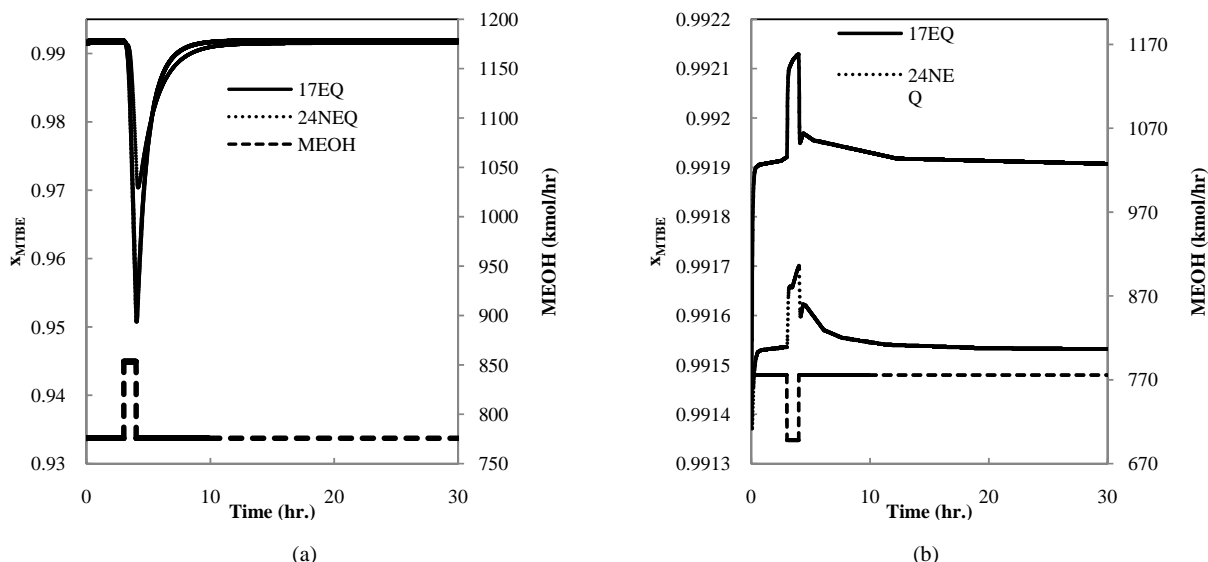 0.99
0.98
0.97
0.96
0.95
0.94
0.93
x_MTBE
17EQ
24NEQ
MEOH
1200
1150
1100
1050
1000
950
900
850
800
750
MEOH (kmol/hr)
0 10 20 30
Time (hr.)
(a)
0.9922
0.9921
0.992
0.9919
0.9918
0.9917
0.9916
0.9915
0.9914
0.9913
x_MTBE
17EQ
24NE
Q
1170
1070
970
870
770
670
MEOH (kmol/hr)
0 10 20 30
Time (hr.)
(b)